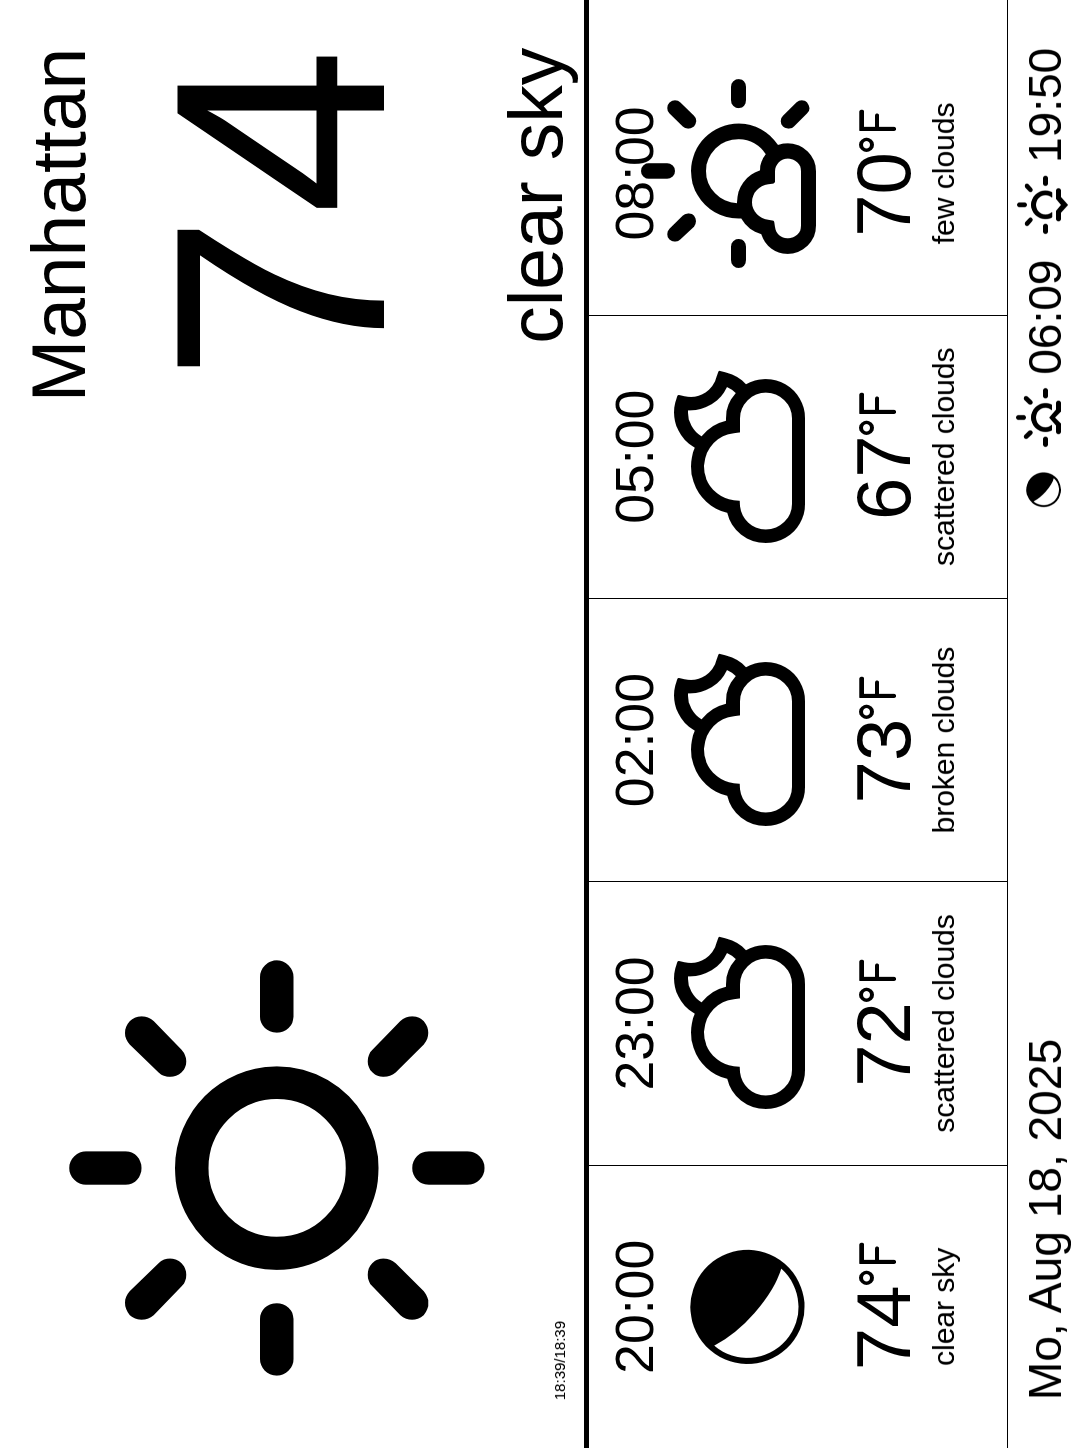 Manhattan
74
clear sky
18:39/18:39
20:00
74°F
clear sky
23:00
72°F
scattered clouds
02:00
73°F
broken clouds
05:00
67°F
scattered clouds
08:00
70°F
few clouds
Mo, Aug 18, 2025
06:09
19:50